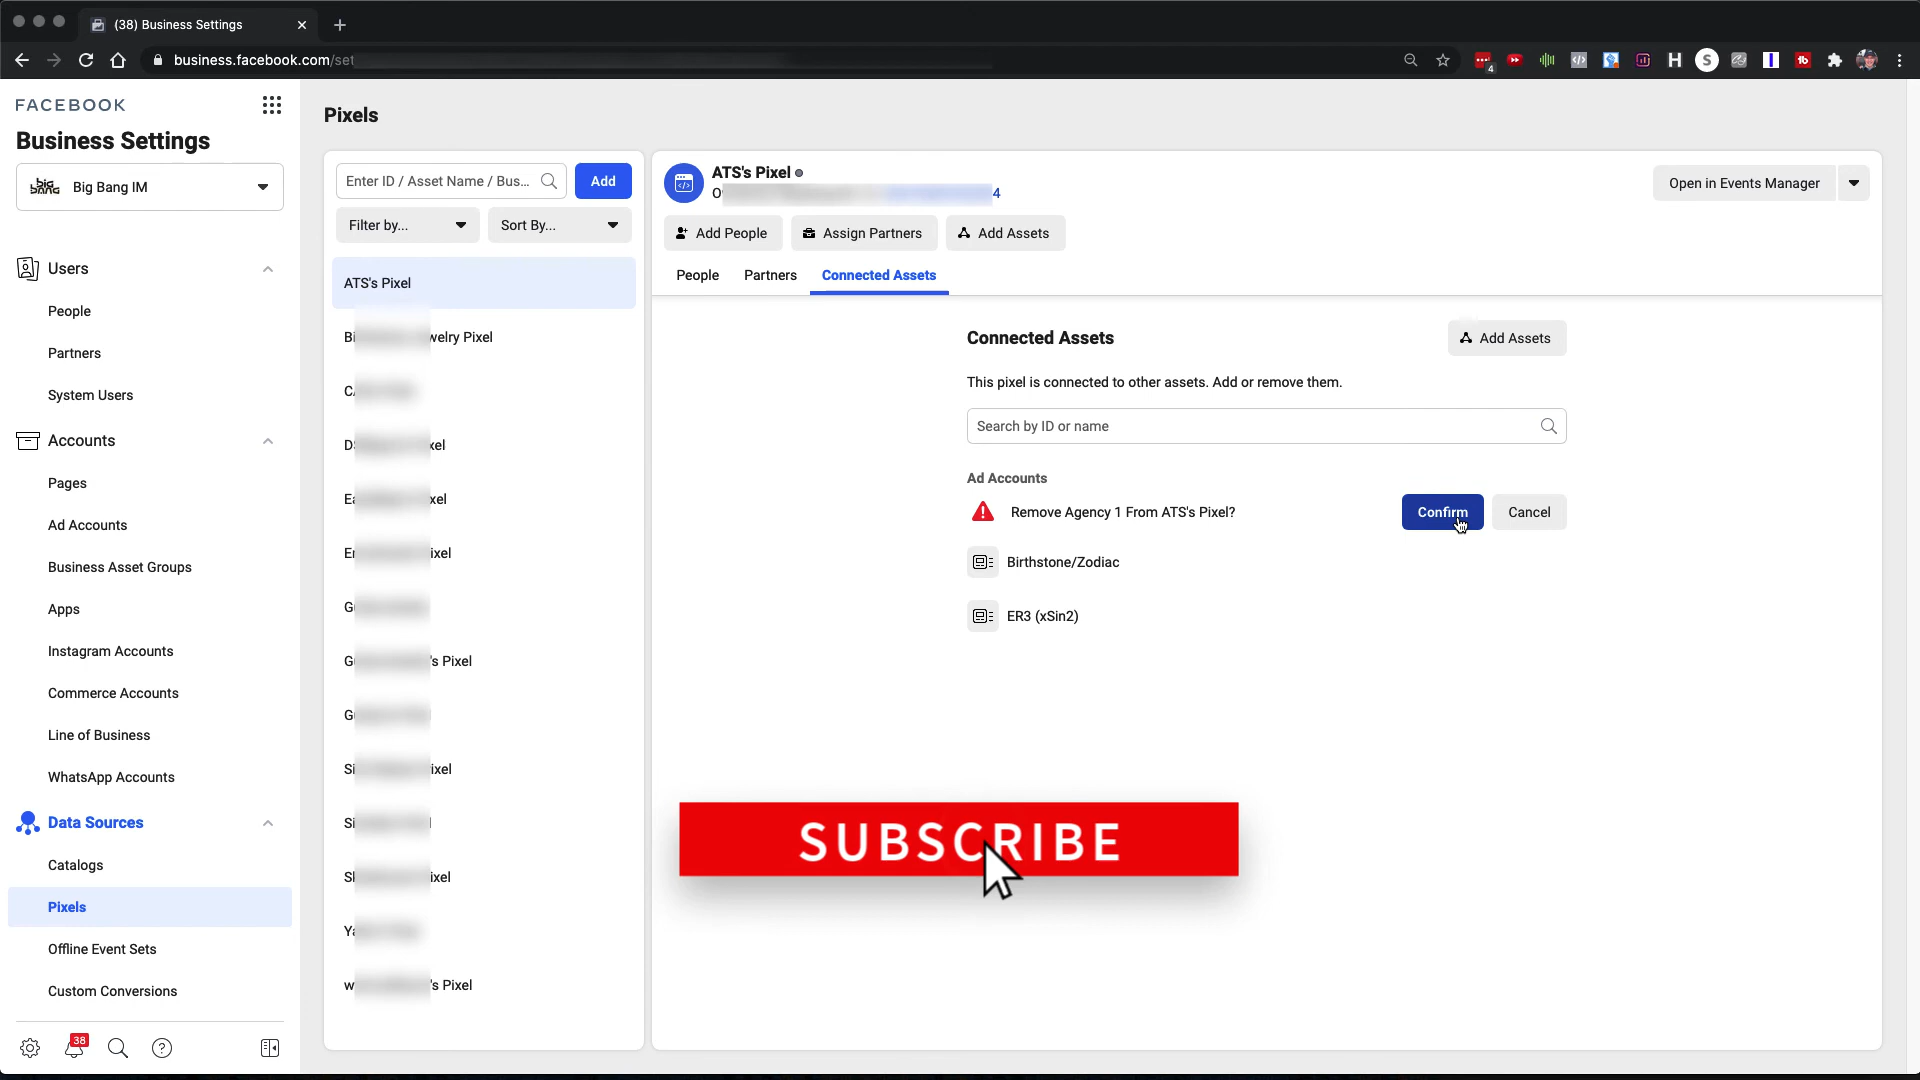 (38) Business Settings
business.facebook.com/set
4
FACEBOOK
Business Settings
Big Bang IM
Users
People
Partners
System Users
Accounts
Pages
Ad Accounts
Business Asset Groups
Apps
Instagram Accounts
Commerce Accounts
Line of Business
WhatsApp Accounts
Data Sources
Catalogs
Pixels
Offline Event Sets
Custom Conversions
38
Pixels
Enter ID / Asset Name / Bus...
Add
Filter by...
Sort By...
ATS's Pixel
welry Pixel
Pixel
's Pixel
's Pixel
ATS's Pixel
4
Open in Events Manager
Add People
Assign Partners
Add Assets
People
Partners
Connected Assets
Connected Assets
Add Assets
This pixel is connected to other assets. Add or remove them.
Search by ID or name
Ad Accounts
Remove Agency 1 From ATS's Pixel?
Confirm
Cancel
Birthstone/Zodiac
ER3 (xSin2)
SUBSCRIBE